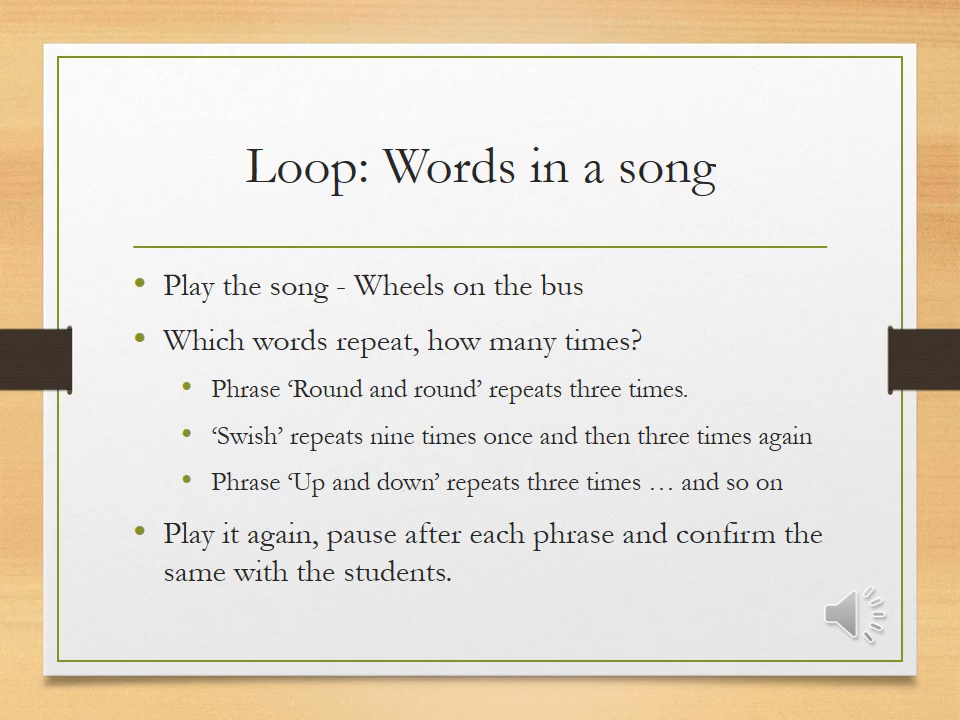 Loop: Words in a song
• Play the song - Wheels on the bus
• Which words repeat, how many times?
• Phrase ‘Round and round’ repeats three times.
• ‘Swish’ repeats nine times once and then three times again
• Phrase ‘Up and down’ repeats three times … and so on
• Play it again, pause after each phrase and confirm the
same with the students.